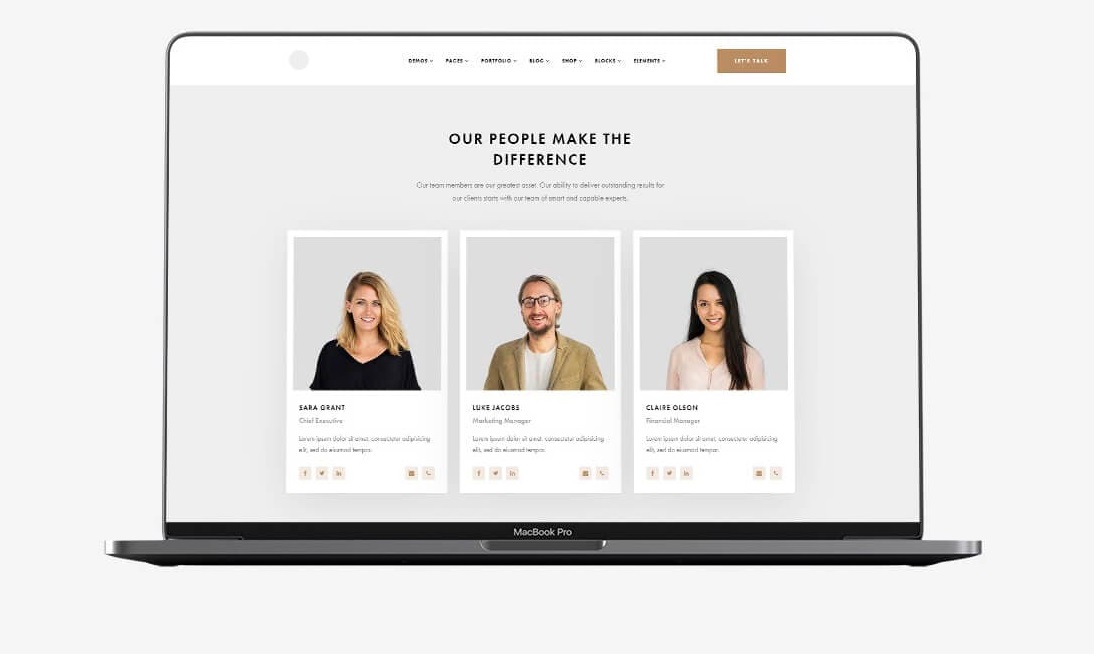 DEMOS PAGES PORTFOLIO BLOG SHOP BLOCKS ELEMENTS LET'S TALK
OUR PEOPLE MAKE THE
DIFFERENCE
Our team members are our greatest asset. Our ability to deliver outstanding results for
our clients starts with our team of smart and capable experts.
SARA GRANT
Chief Executive
Lorem ipsum dolor sit amet, consectetur adipisicing
elit, sed do eiusmod tempor.
LUKE JACOBS
Marketing Manager
Lorem ipsum dolor sit amet, consectetur adipisicing
elit, sed do eiusmod tempor.
CLAIRE OLSON
Financial Manager
Lorem ipsum dolor sit amet, consectetur adipisicing
elit, sed do eiusmod tempor.
MacBook Pro